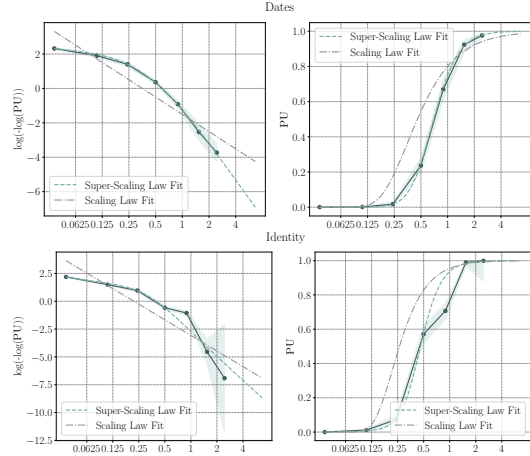 Dates
log(-log(PU))
2
0
−2
−4
−6
Super-Scaling Law Fit
Scaling Law Fit
0.0625 0.125 0.25 0.5 1 2 4
PU
1.0
0.8
0.6
0.4
0.2
0.0
Super-Scaling Law Fit
Scaling Law Fit
0.0625 0.125 0.25 0.5 1 2 4
Identity
log(-log(PU))
2.5
0.0
−2.5
−5.0
−7.5
−10.0
−12.5
Super-Scaling Law Fit
Scaling Law Fit
0.0625 0.125 0.25 0.5 1 2 4
PU
1.0
0.8
0.6
0.4
0.2
0.0
Super-Scaling Law Fit
Scaling Law Fit
0.0625 0.125 0.25 0.5 1 2 4